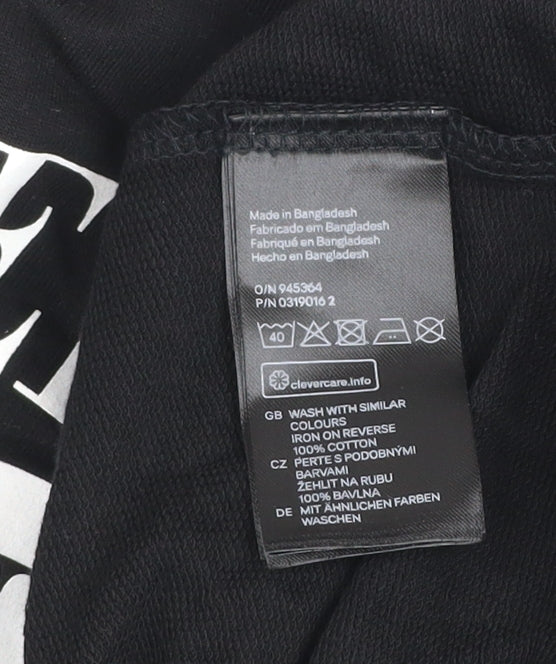 Made in Bangladesh
Fabricado em Bangladesh
Fabriqué en Bangladesh
Hecho en Bangladesh
O/N 945364
P/N 0319016 2
40
clevercare.info
GB WASH WITH SIMILAR
COLOURS
IRON ON REVERSE
100% COTTON
CZ PERTE S PODOBNÝMI
BARVAMI
ŽEHLIT NA RUBU
100% BAVLNA
DE MIT ÄHNLICHEN FARBEN
WASCHEN